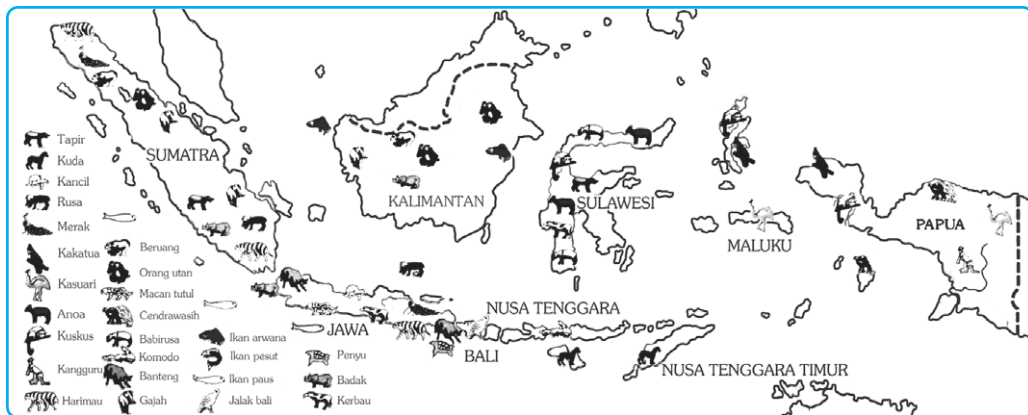 SUMATRA
KALIMANTAN
SULAWESI
MALUKU
PAPUA
JAWA
BALI
NUSA TENGGARA
NUSA TENGGARA TIMUR
Tapir
Kuda
Kancil
Rusa
Merak
Kakatua
Kasuari
Anoa
Kuskus
Kangguru
Harimau
Beruang
Orang utan
Macan tutul
Cendrawasih
Babirusa
Komodo
Banteng
Gajah
Ikan arwana
Ikan pesut
Ikan paus
Jalak bali
Penyu
Badak
Kerbau